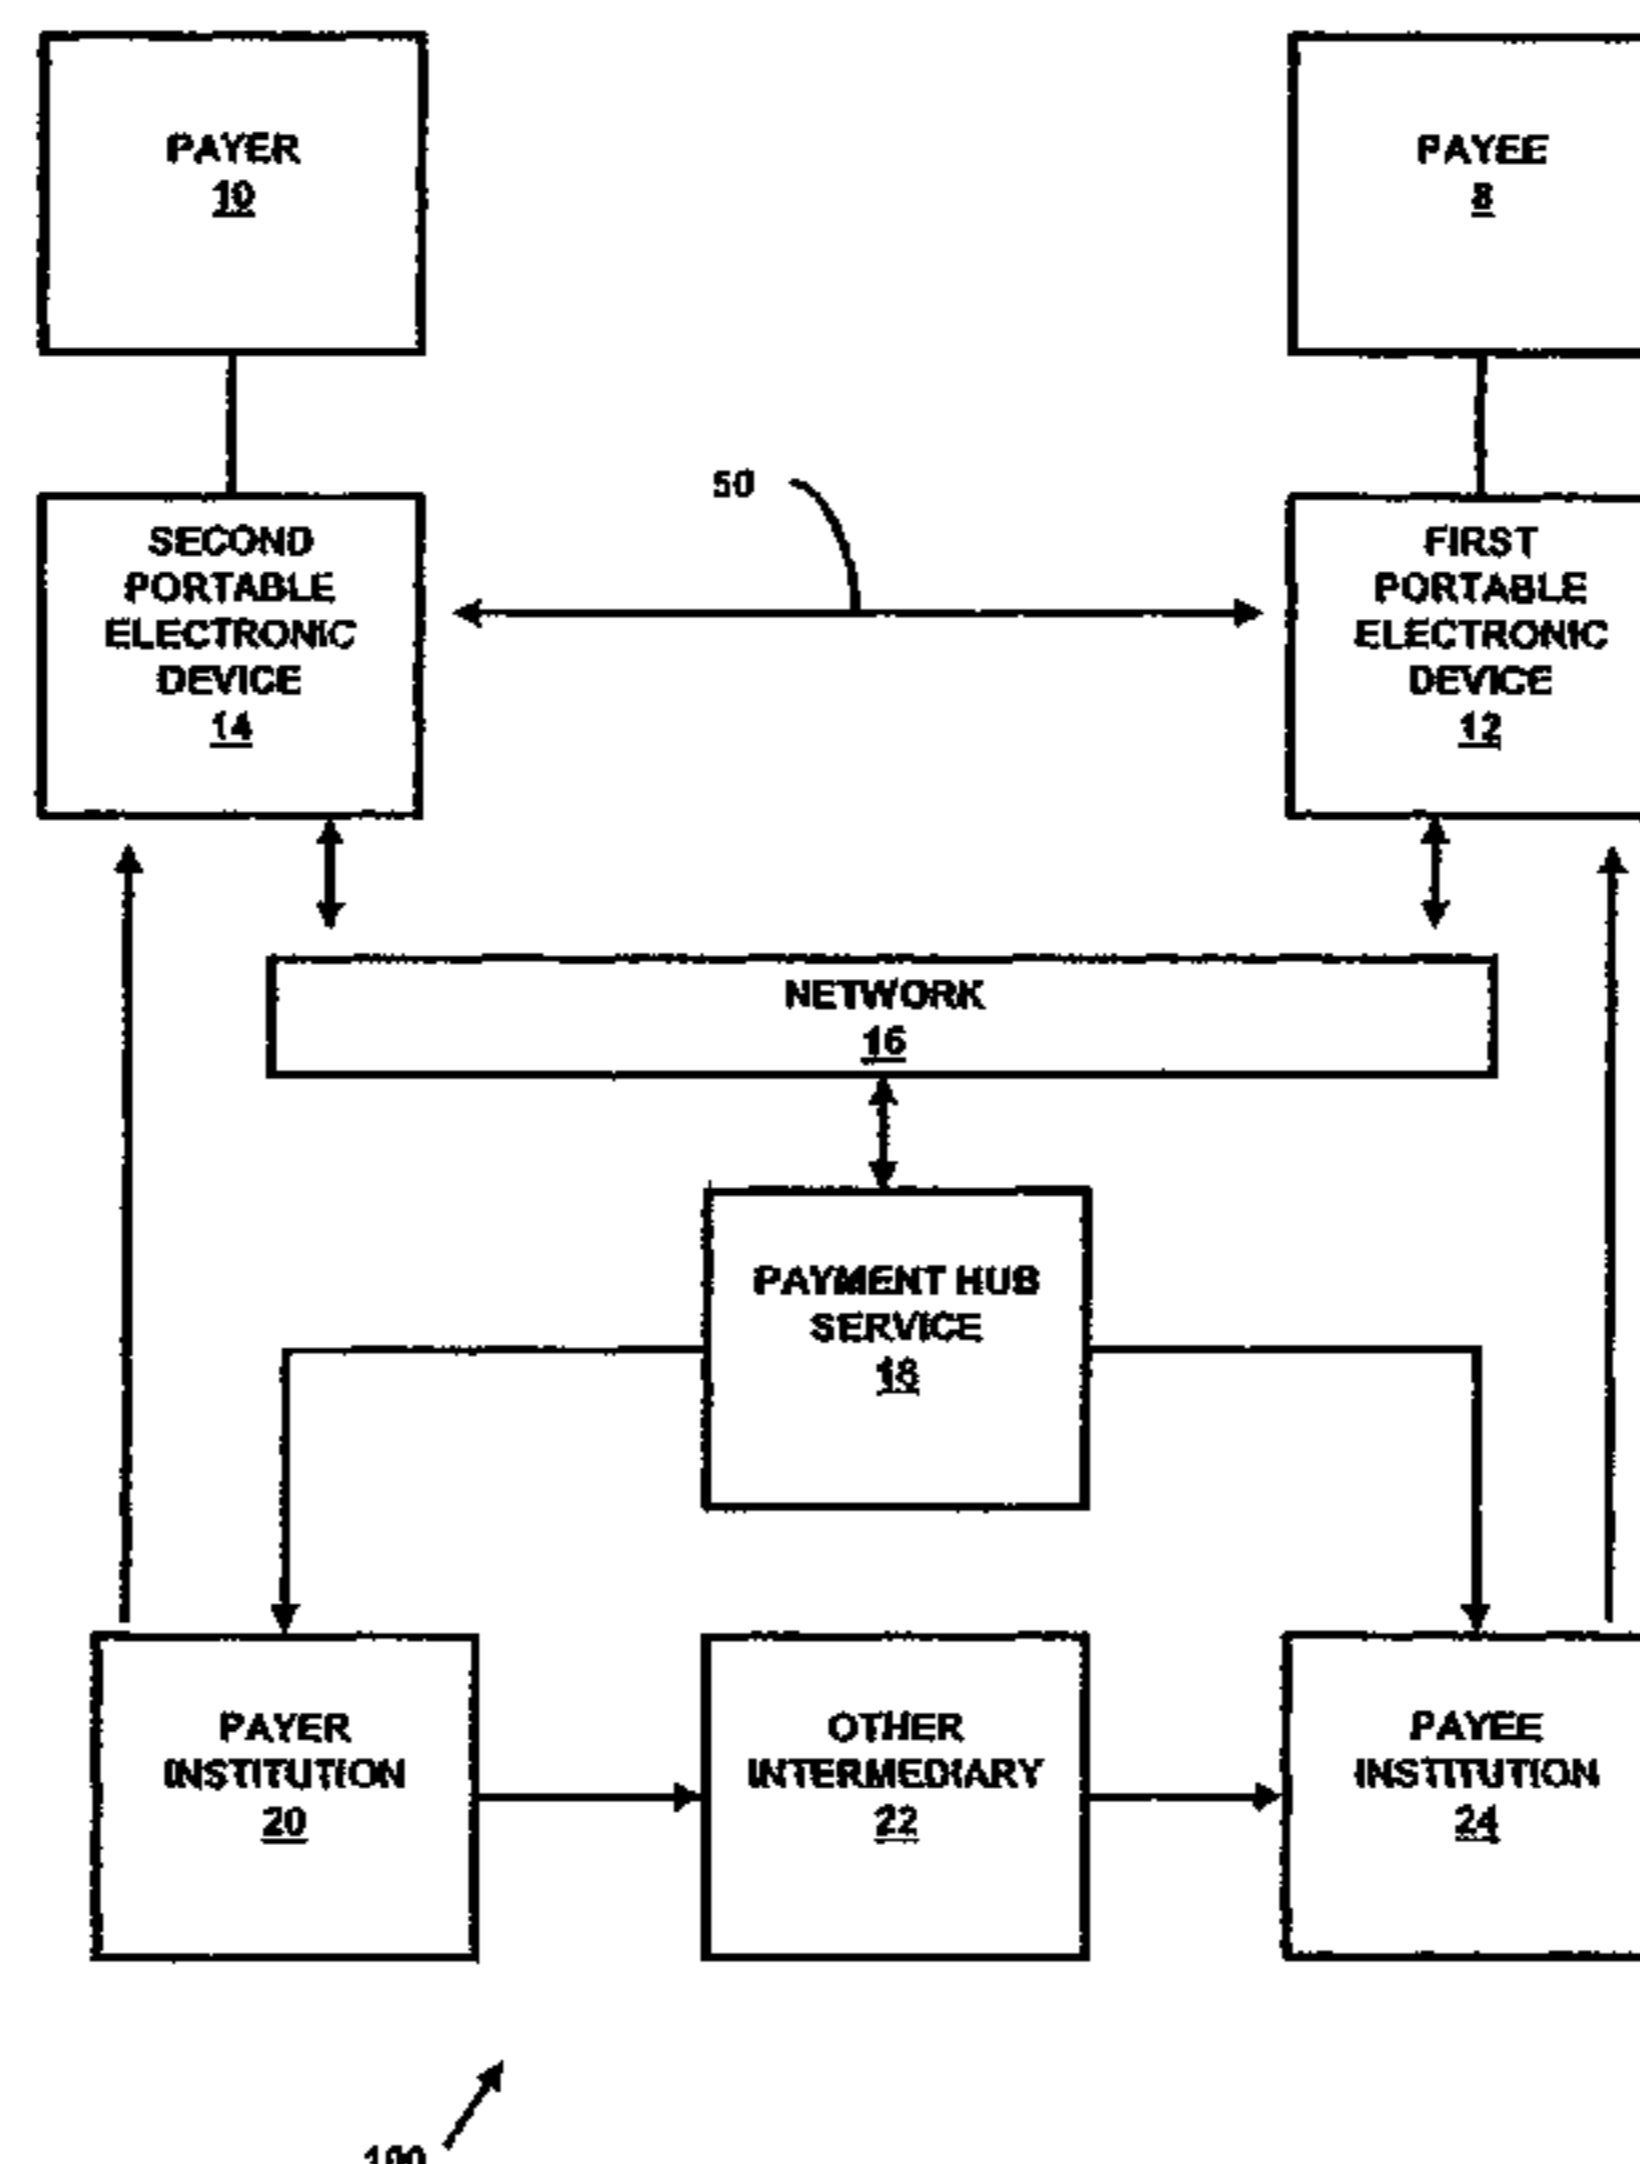 PAYER
10
PAYEE
8
50
SECOND
PORTABLE
ELECTRONIC
DEVICE
14
FIRST
PORTABLE
ELECTRONIC
DEVICE
12
NETWORK
16
PAYMENT HUB
SERVICE
18
PAYER
INSTITUTION
20
OTHER
INTERMEDIARY
22
PAYEE
INSTITUTION
24
100